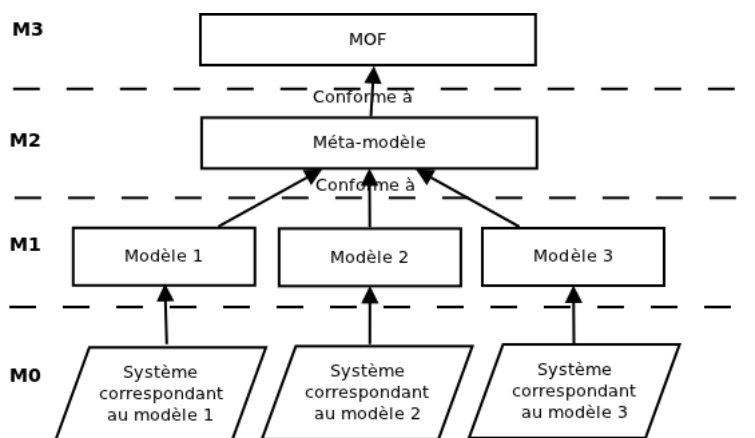 M3
MOF
Conforme à
M2
Méta-modèle
Conforme à
M1
Modèle 1
Modèle 2
Modèle 3
M0
Système
correspondant
au modèle 1
Système
correspondant
au modèle 2
Système
correspondant
au modèle 3